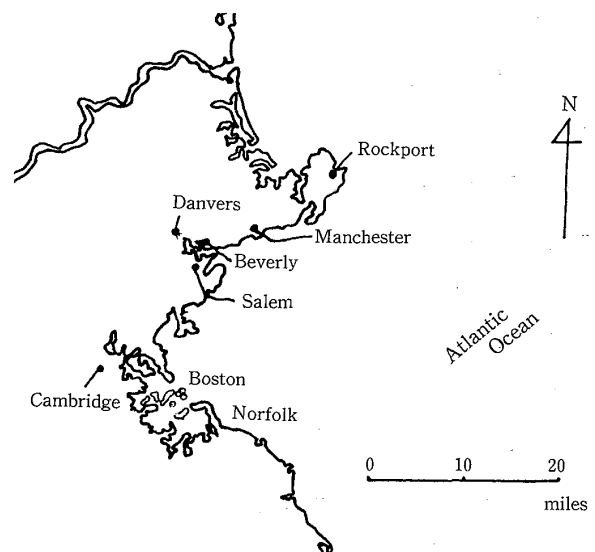 N
Rockport
Danvers
Manchester
Beverly
Salem
Atlantic
Ocean
Boston
Cambridge
Norfolk
0 10 20
miles